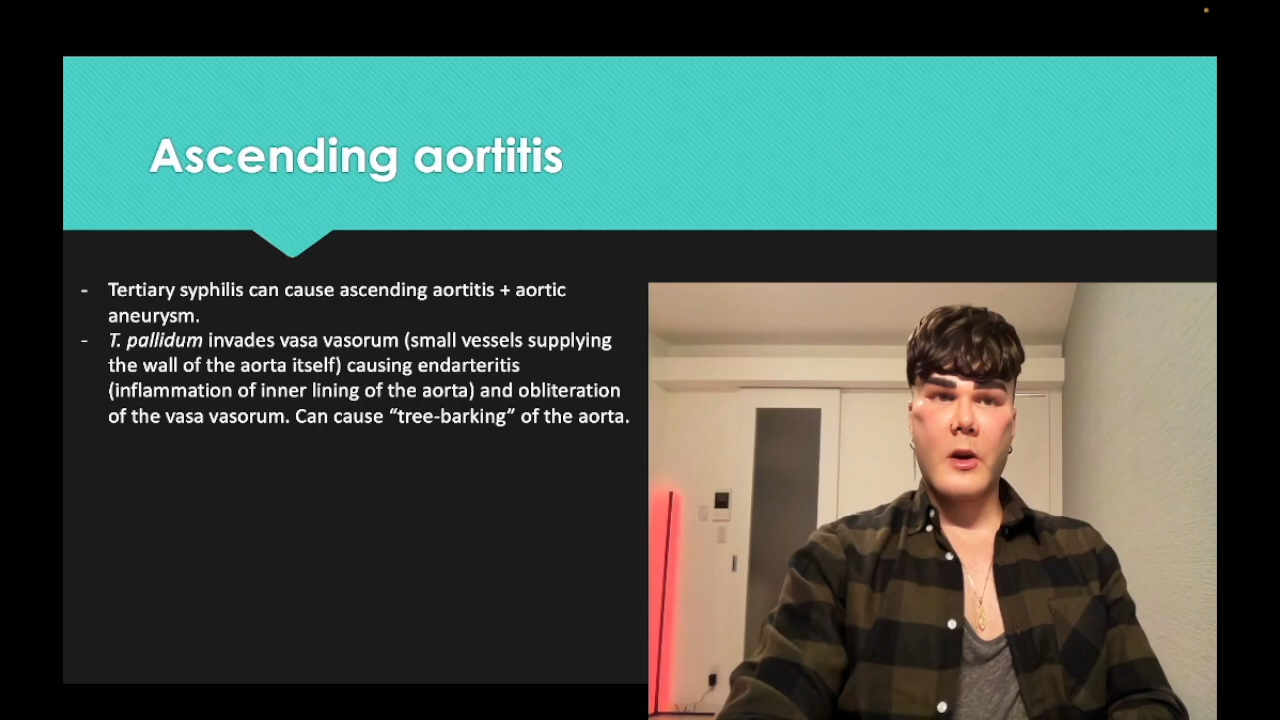 Ascending aortitis
- Tertiary syphilis can cause ascending aortitis + aortic
aneurysm.
- T. pallidum invades vasa vasorum (small vessels supplying
the wall of the aorta itself) causing endarteritis
(inflammation of inner lining of the aorta) and obliteration
of the vasa vasorum. Can cause “tree-barking” of the aorta.